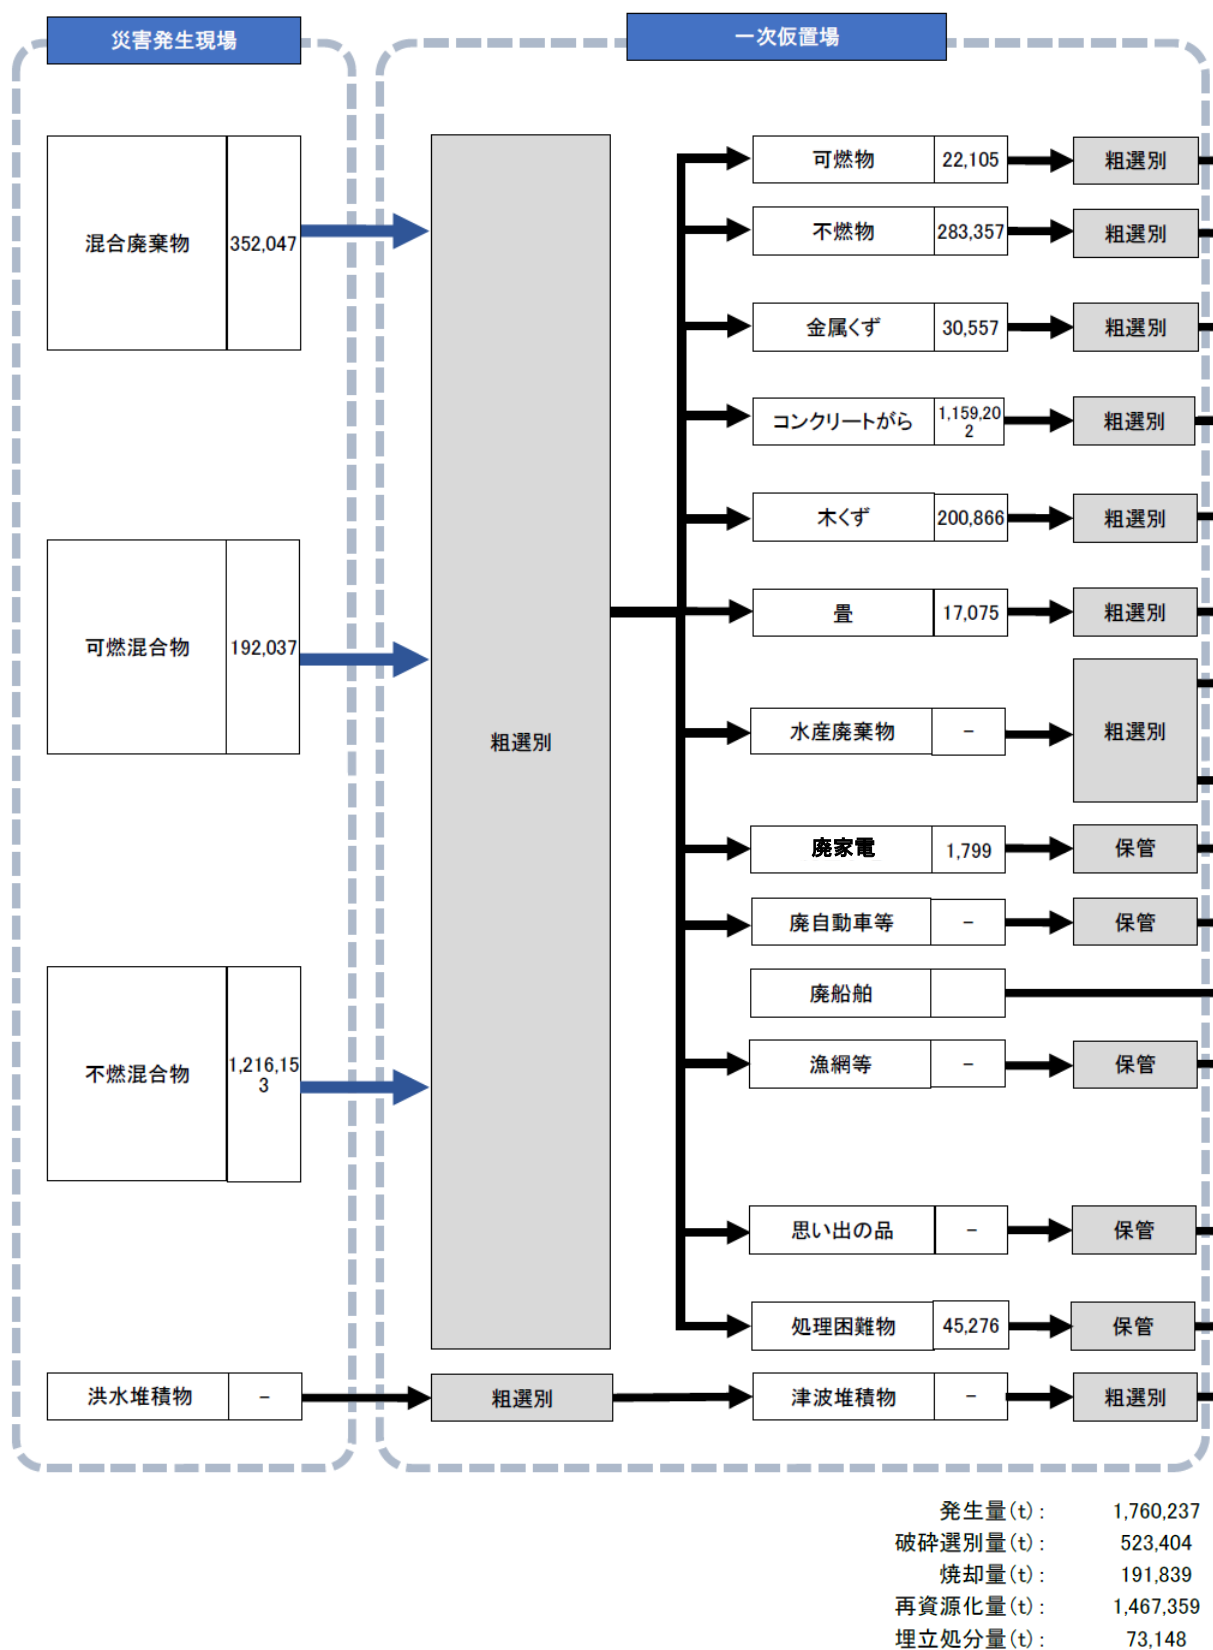 災害発生現場
一次仮置場
混合廃棄物 352,047
可燃混合物 192,037
不燃混合物 1,216,15
3
洪水堆積物 －
粗選別
粗選別
可燃物 22,105 粗選別
不燃物 283,357 粗選別
金属くず 30,557 粗選別
コンクリートがら 1,159,20
2 粗選別
木くず 200,866 粗選別
畳 17,075 粗選別
水産廃棄物 － 粗選別
廃家電 1,799 保管
廃自動車等 － 保管
廃船舶
漁網等 － 保管
思い出の品 － 保管
処理困難物 45,276 保管
津波堆積物 － 粗選別
発生量(t): 1,760,237
破砕選別量(t): 523,404
焼却量(t): 191,839
再資源化量(t): 1,467,359
埋立処分量(t): 73,148